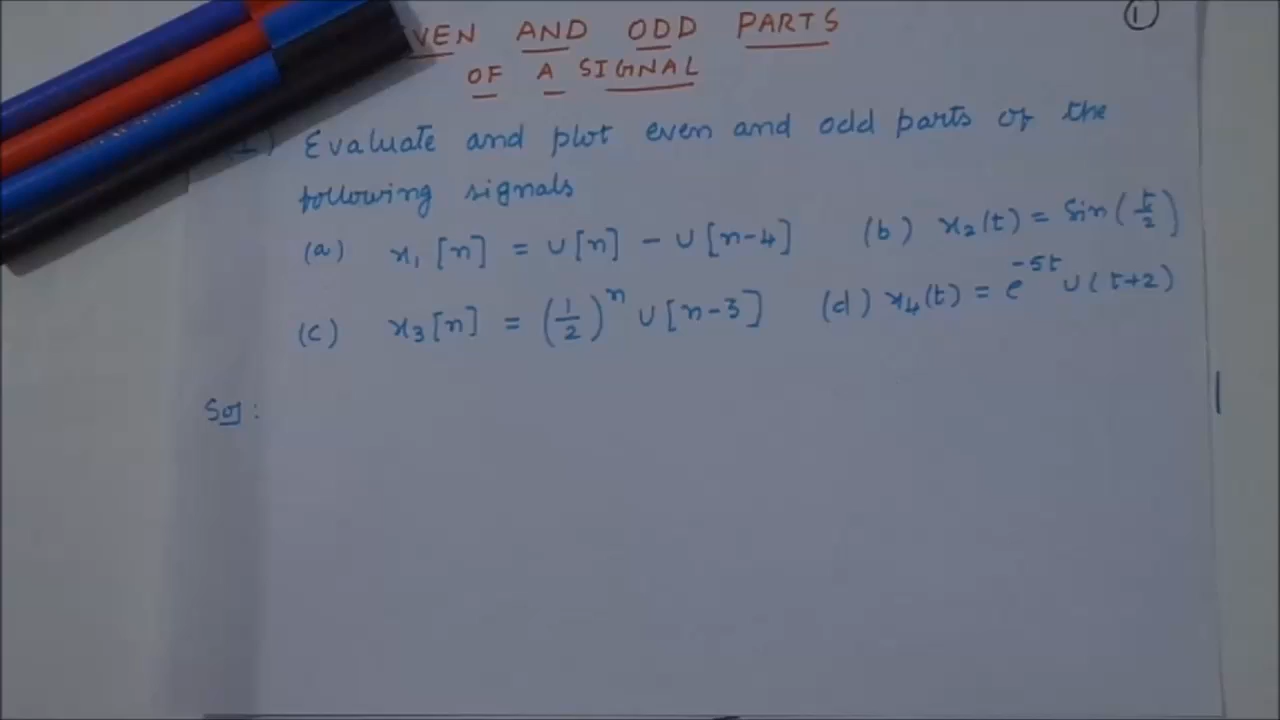 AND ODD PARTS
OF A SIGNAL
1
Evaluate and plot even and odd parts of the
following signals
(a) x₁[n] = U[n] - U[n-4] (b) x₂(t) = Sin(t/2)
(c) x₃[n] = (1/2)ⁿ U[n-3] (d) x₄(t) = e^-5t U(t+2)
Sol: